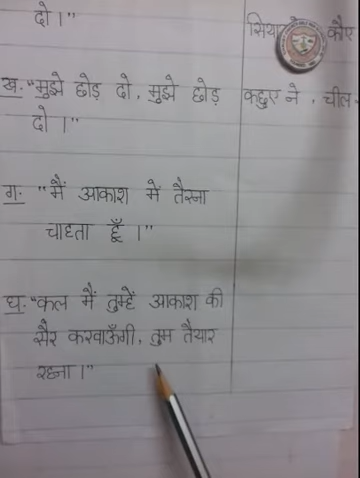 दो ।"
सिया कौए
ख. "मुझे छोड़ दो, मुझे छोड़ कछुए ने, चील
दो ।"
ग. "मैं आकाश में तैरना
चाहता हूँ ।"
घ. "कल मैं तुम्हें आकाश की
सैर करवाऊँगी, तुम तैयार
रहना ।"